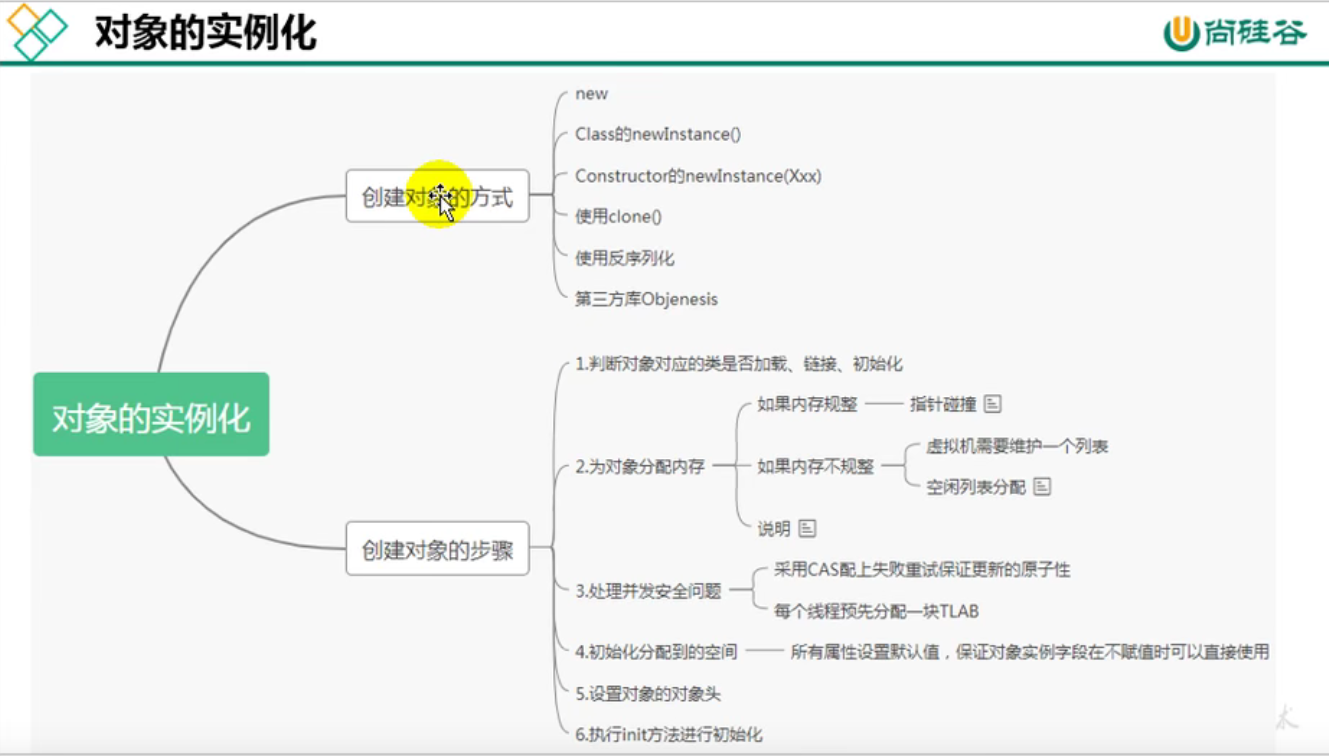 对象的实例化
尚硅谷
new
Class的newInstance()
创建对象的方式
Constructor的newInstance(Xxx)
使用clone()
使用反序列化
第三方库Objenesis
对象的实例化
创建对象的步骤
1.判断对象对应的类是否加载、链接、初始化
2.为对象分配内存
如果内存规整
指针碰撞
如果内存不规整
虚拟机需要维护一个列表
空闲列表分配
说明
3.处理并发安全问题
采用CAS配上失败重试保证更新的原子性
每个线程预先分配一块TLAB
4.初始化分配到的空间
所有属性设置默认值，保证对象实例字段在不赋值时可以直接使用
5.设置对象的对象头
6.执行init方法进行初始化
术